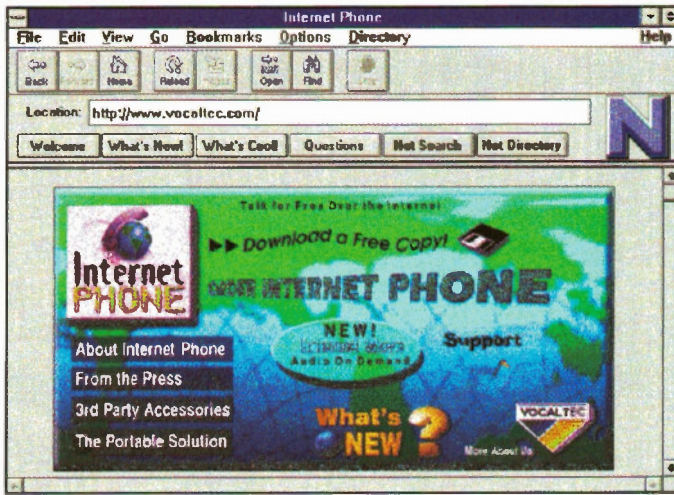 Internet Phone
File Edit View Go Bookmarks Options Directory Help
Back Home Reload Open Find
Location: http://www.vocaltec.com/
Welcome What's New! What's Cool! Questions Net Search Net Directory
N
Talk for Free Over the Internet
Download a Free Copy!
Internet
PHONE
ORDER INTERNET PHONE
NEW!
Audio On Demand
Support
About Internet Phone
From the Press
3rd Party Accessories
The Portable Solution
What's
NEW ?
VOCALTEC
More About Us